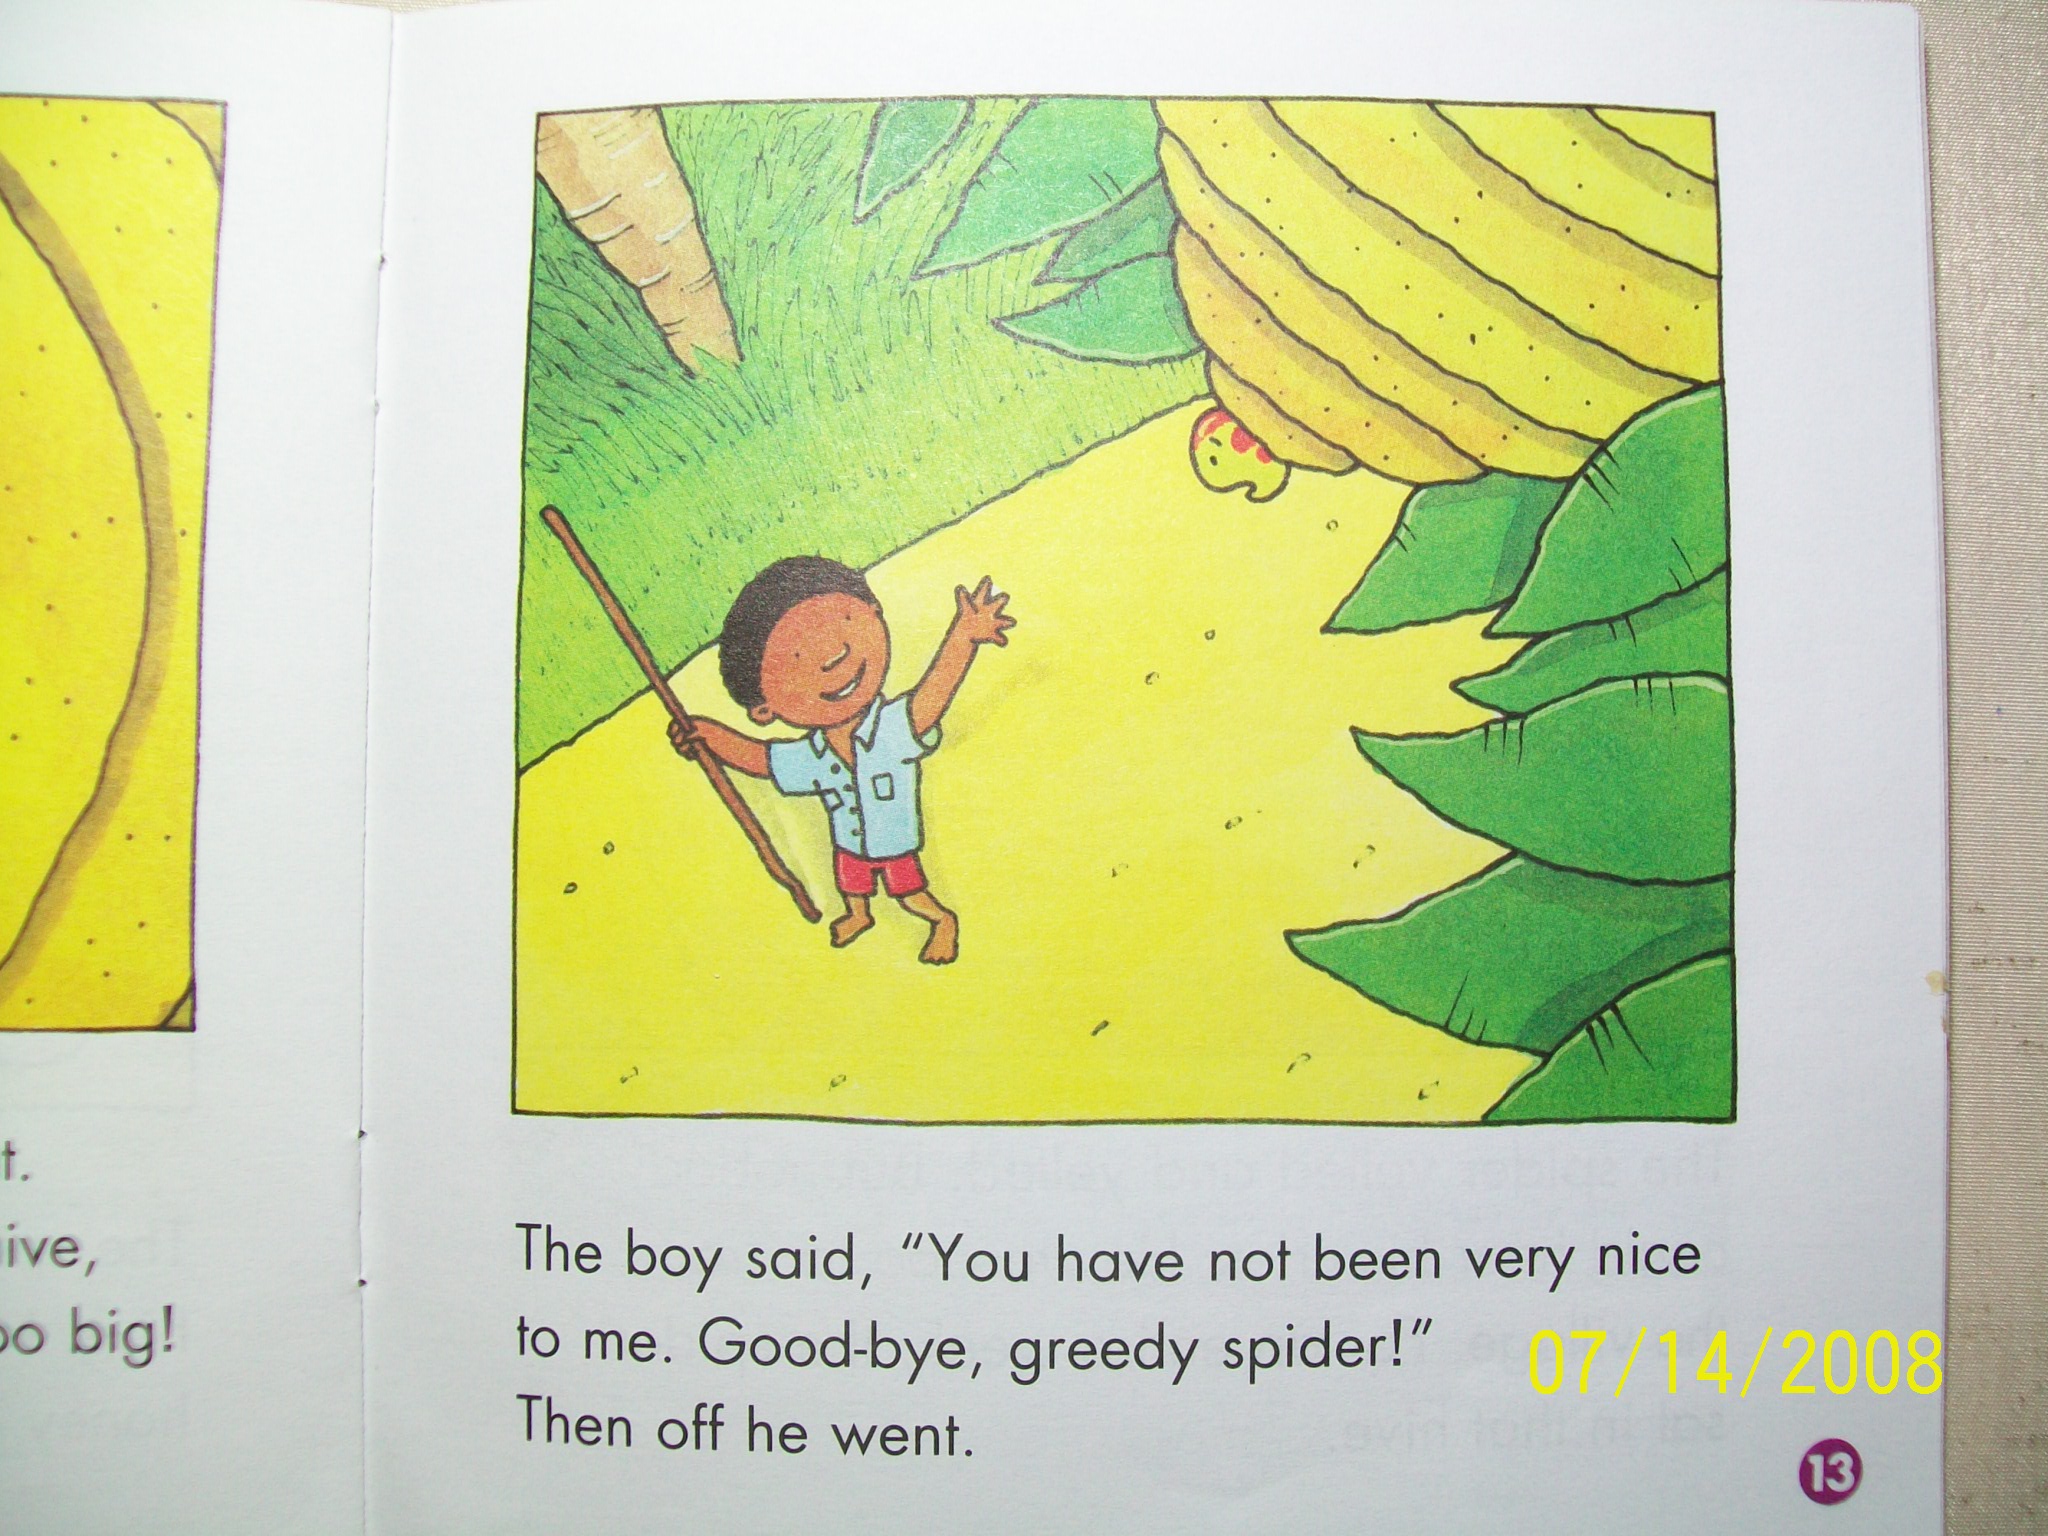 t.
ive,
oo big!
The boy said, “You have not been very nice
to me. Good-bye, greedy spider!”
Then off he went.
07/14/2008
13